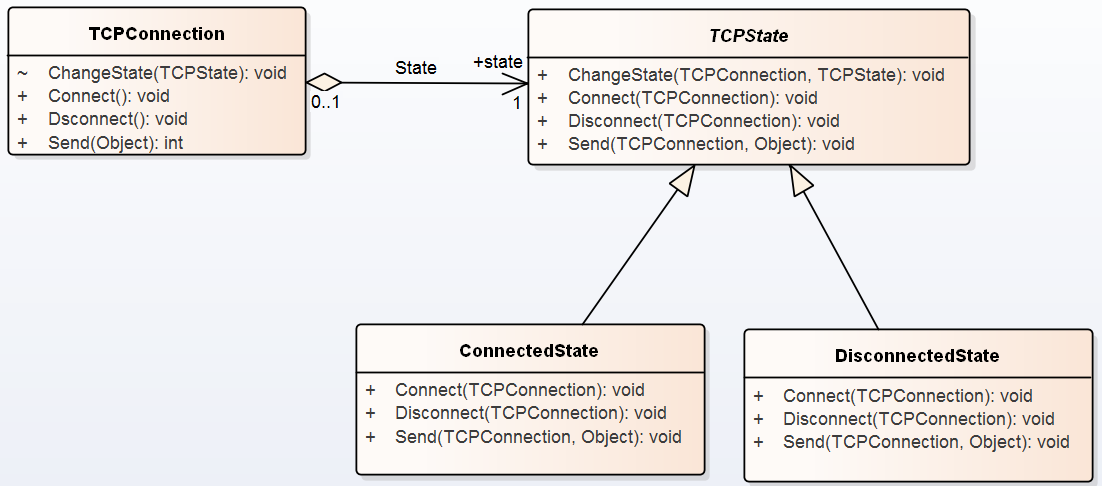 TCPConnection
~ ChangeState(TCPState): void
+ Connect(): void
+ Dsconnect(): void
+ Send(Object): int
State
+state
0..1
1
TCPState
+ ChangeState(TCPConnection, TCPState): void
+ Connect(TCPConnection): void
+ Disconnect(TCPConnection): void
+ Send(TCPConnection, Object): void
ConnectedState
+ Connect(TCPConnection): void
+ Disconnect(TCPConnection): void
+ Send(TCPConnection, Object): void
DisconnectedState
+ Connect(TCPConnection): void
+ Disconnect(TCPConnection): void
+ Send(TCPConnection, Object): void